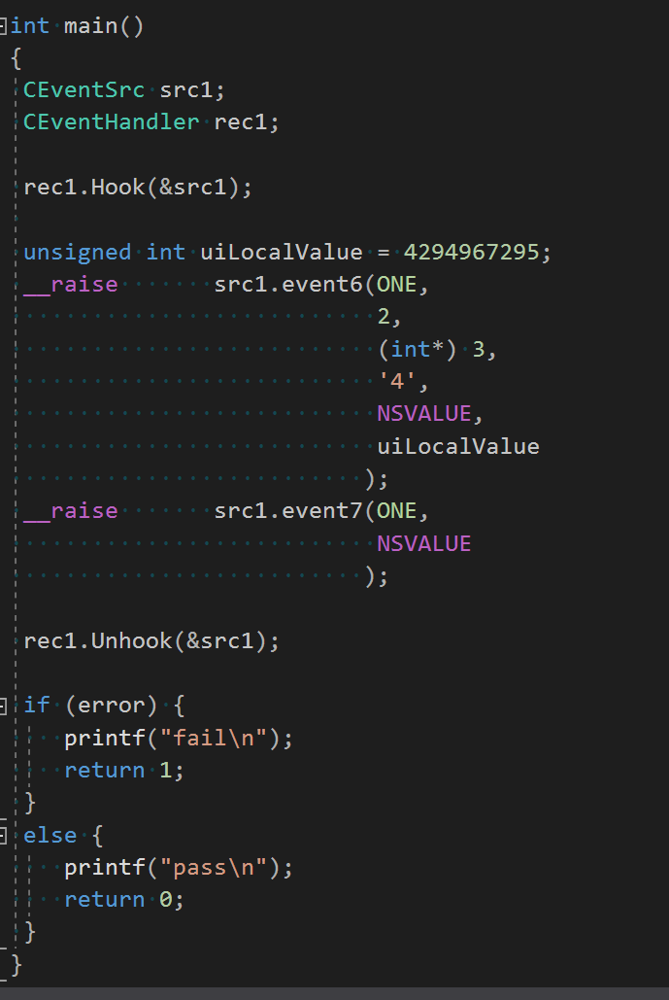 int main()
{
CEventSrc src1;
CEventHandler rec1;
rec1.Hook(&src1);
unsigned int uiLocalValue = 4294967295;
__raise src1.event6(ONE,
2,
(int*) 3,
'4',
NSVALUE,
uiLocalValue
);
__raise src1.event7(ONE,
NSVALUE
);
rec1.Unhook(&src1);
if (error) {
printf("fail\n");
return 1;
}
else {
printf("pass\n");
return 0;
}
}